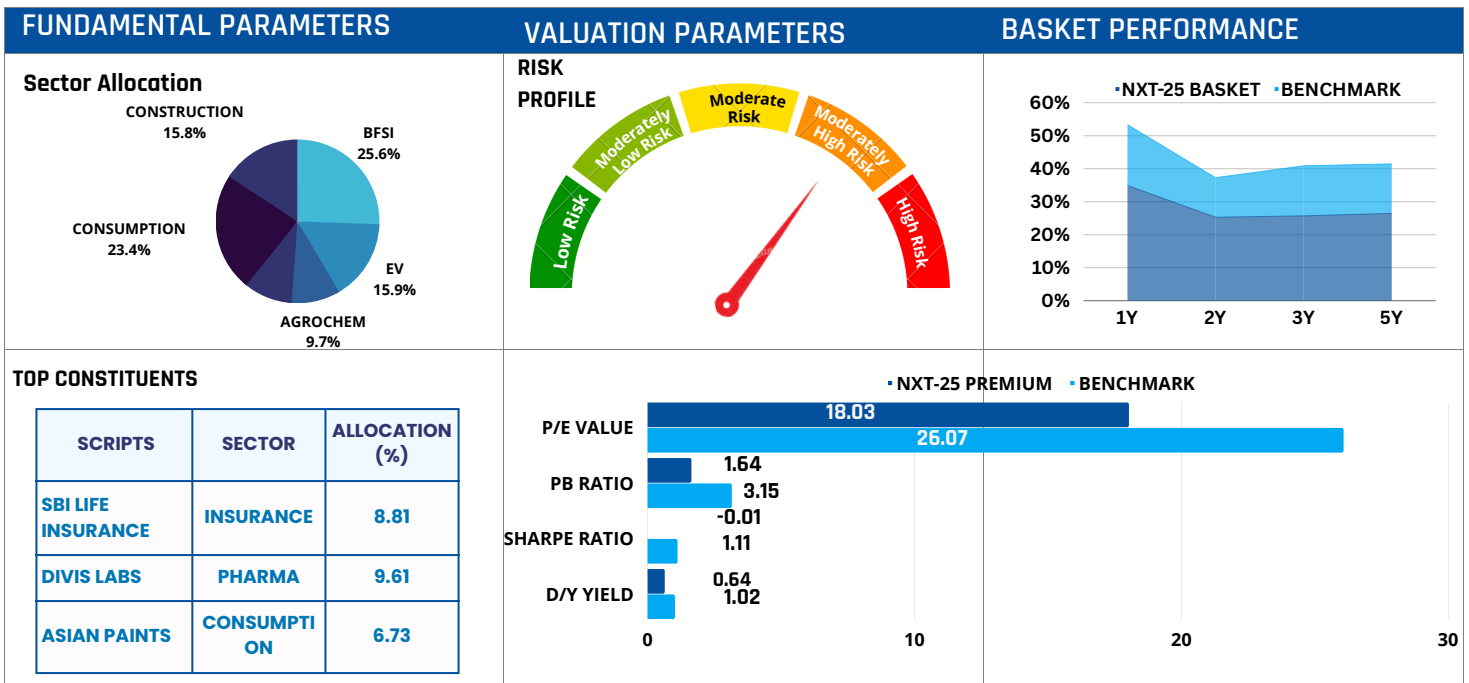 FUNDAMENTAL PARAMETERS
VALUATION PARAMETERS
BASKET PERFORMANCE
Sector Allocation
CONSTRUCTION
15.8%
BFSI
25.6%
CONSUMPTION
23.4%
EV
15.9%
AGROCHEM
9.7%
RISK
PROFILE
Low Risk
Moderately
Low Risk
Moderate
Risk
Moderately
High Risk
High Risk
NXT-25 BASKET BENCHMARK
60%
50%
40%
30%
20%
10%
0%
1Y 2Y 3Y 5Y
TOP CONSTITUENTS
SCRIPTS SECTOR ALLOCATION
(%)
SBI LIFE
INSURANCE
INSURANCE 8.81
DIVIS LABS PHARMA 9.61
ASIAN PAINTS CONSUMPTI
ON
6.73
NXT-25 PREMIUM BENCHMARK
P/E VALUE
18.03
26.07
PB RATIO
1.64
3.15
SHARPE RATIO
-0.01
1.11
D/Y YIELD
0.64
1.02
0 10 20 30